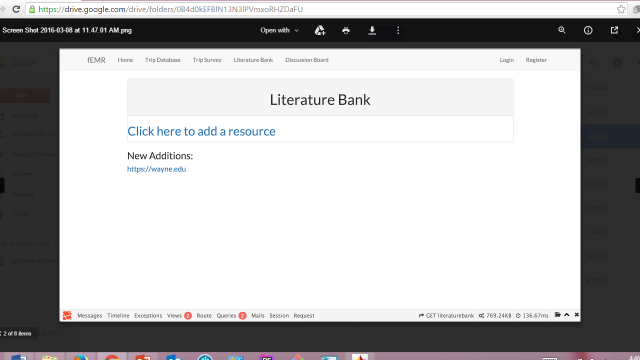 https://drive.google.com/drive/folders/0B4d0kEFBIN13N3lPVmxoRHZDaFU
Screen Shot 2016-03-08 at 11.47.01 AM.png
Open with
fEMR Home Trip Database Trip Survey Literature Bank Discussion Board Login Register
Literature Bank
Click here to add a resource
New Additions:
https://wayne.edu
Messages Timeline Exceptions Views 2 Route Queries 2 Mails Session Request GET literaturebank 769.24KB 136.67ms
2 of 8 items